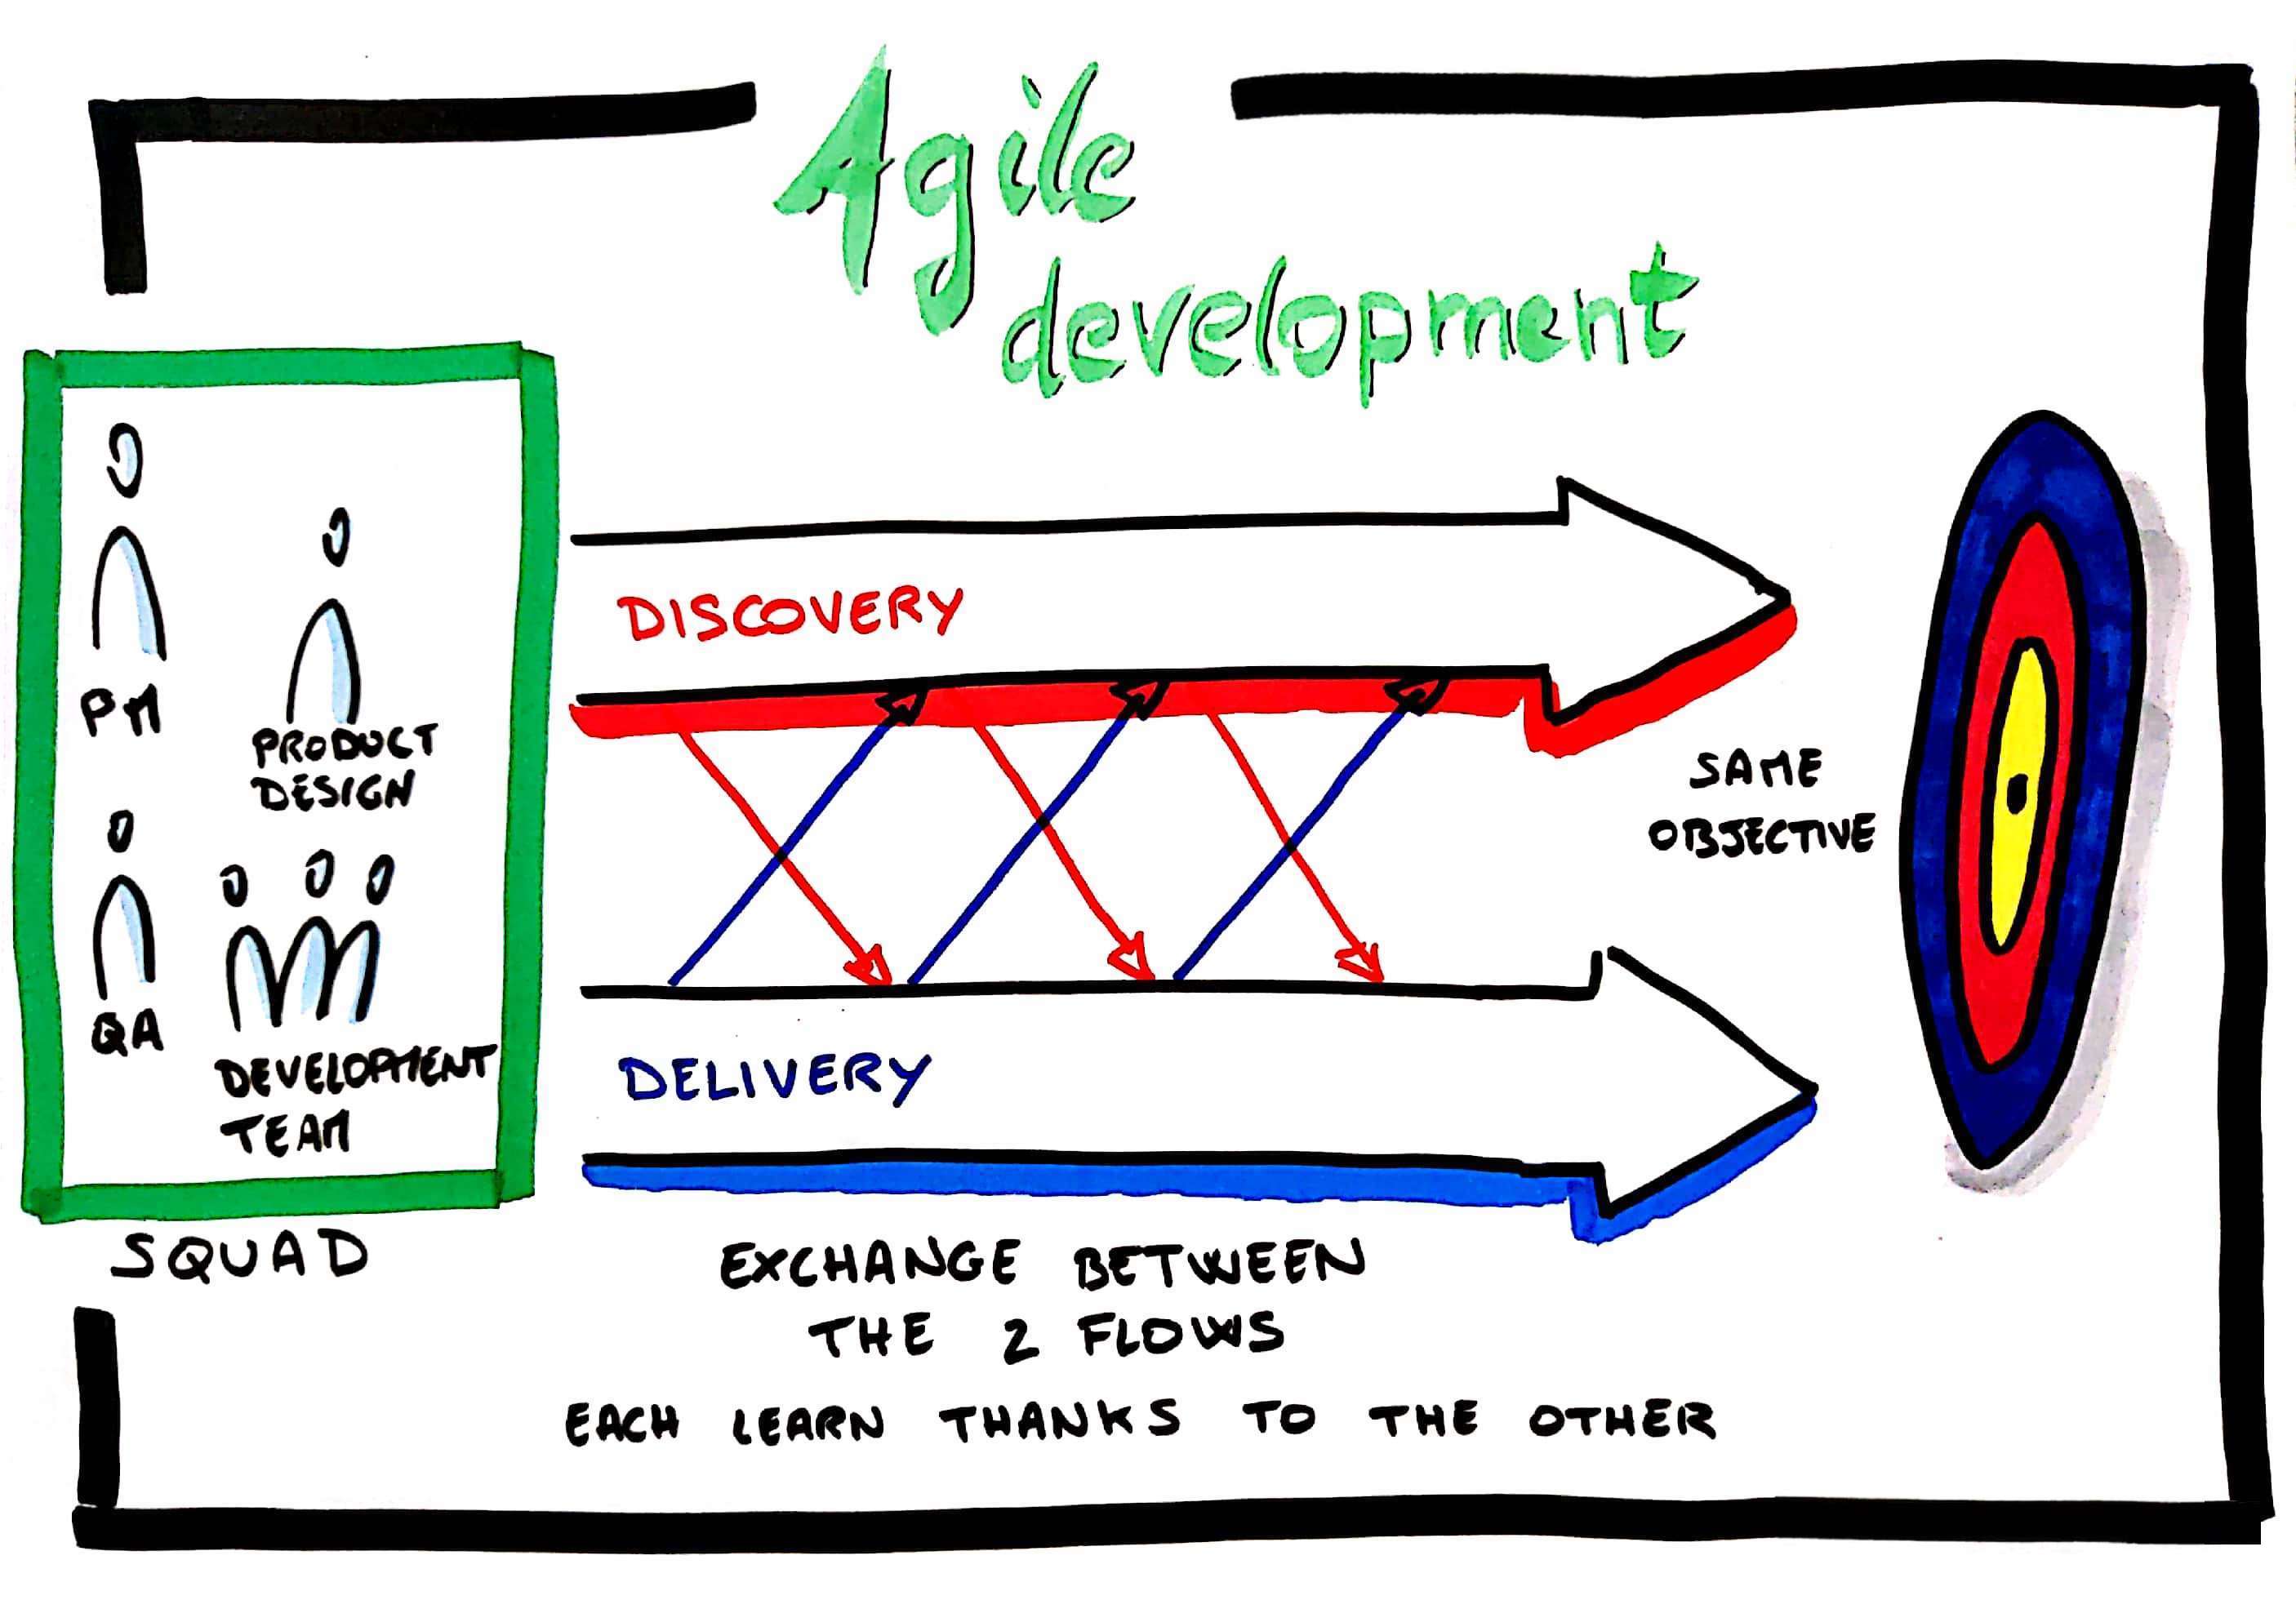 Agile
development
PM
PRODUCT
DESIGN
QA
DEVELOPMENT
TEAM
SQUAD
DISCOVERY
DELIVERY
SAME
OBJECTIVE
EXCHANGE BETWEEN
THE 2 FLOWS
EACH LEARN THANKS TO THE OTHER